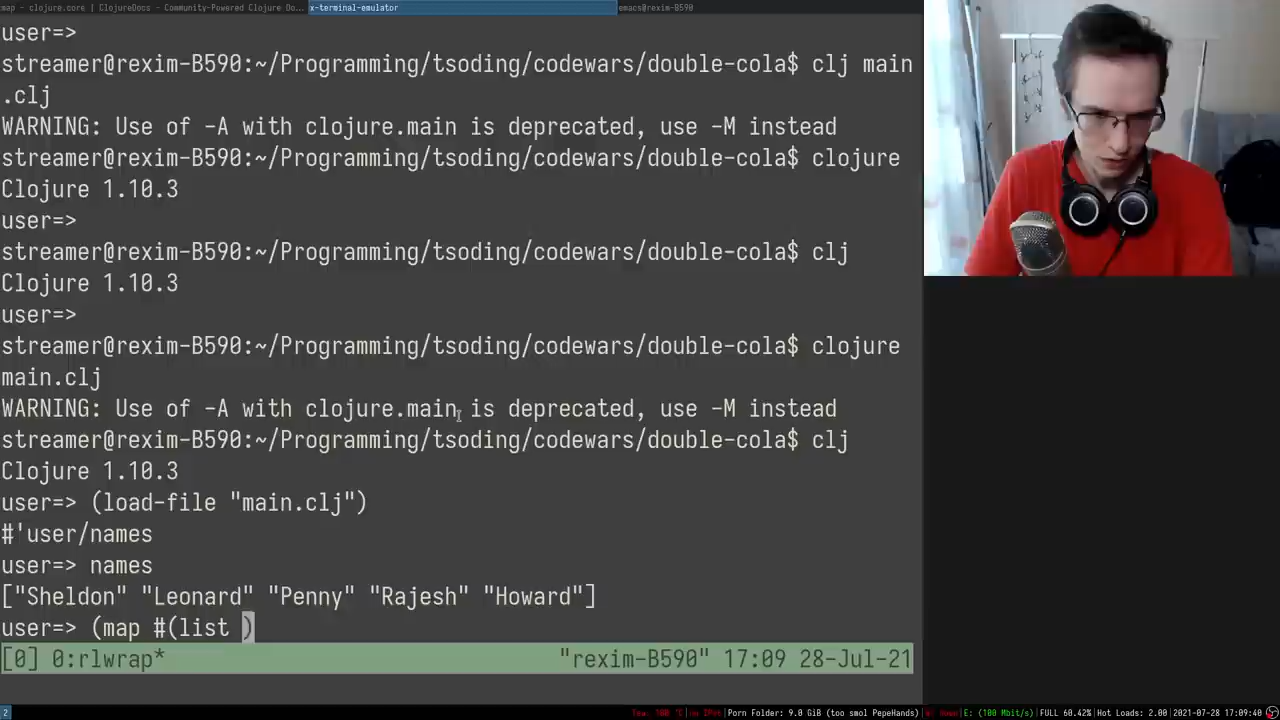 map - clojure.core | ClojureDocs - Community-Powered Clojure Do...
x-terminal-emulator
emacs@rexim-B590
user=>
streamer@rexim-B590:~/Programming/tsoding/codewars/double-cola$ clj main
.clj
WARNING: Use of -A with clojure.main is deprecated, use -M instead
streamer@rexim-B590:~/Programming/tsoding/codewars/double-cola$ clojure
Clojure 1.10.3
user=>
streamer@rexim-B590:~/Programming/tsoding/codewars/double-cola$ clj
Clojure 1.10.3
user=>
streamer@rexim-B590:~/Programming/tsoding/codewars/double-cola$ clojure
main.clj
WARNING: Use of -A with clojure.main is deprecated, use -M instead
streamer@rexim-B590:~/Programming/tsoding/codewars/double-cola$ clj
Clojure 1.10.3
user=> (load-file "main.clj")
#'user/names
user=> names
["Sheldon" "Leonard" "Penny" "Rajesh" "Howard"]
user=> (map #(list )
[0] 0:rlwrap* "rexim-B590" 17:09 28-Jul-21
2
no IPv6 | Porn Folder: 9.0 GiB (too smol PepeHands) | E: (100 Mbit/s) | FULL 60.42% | Hot Loads: 2.00 | 2021-07-28 17:09:40